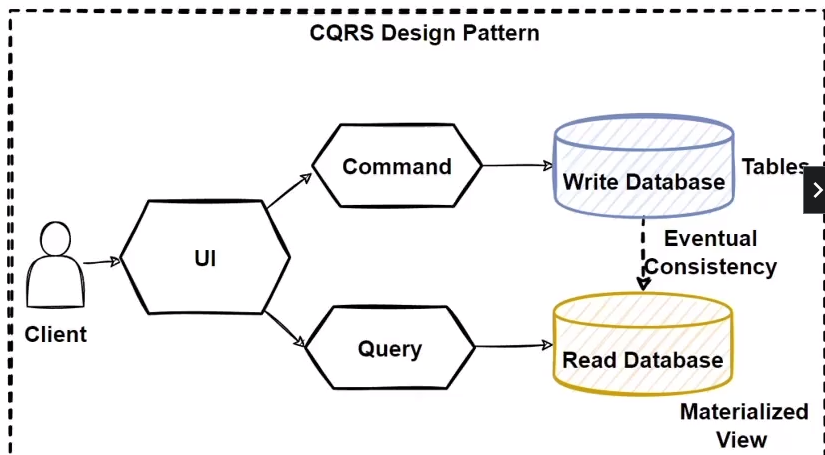 CQRS Design Pattern
Command
Write Database
Tables
UI
Eventual
Consistency
Client
Query
Read Database
Materialized
View